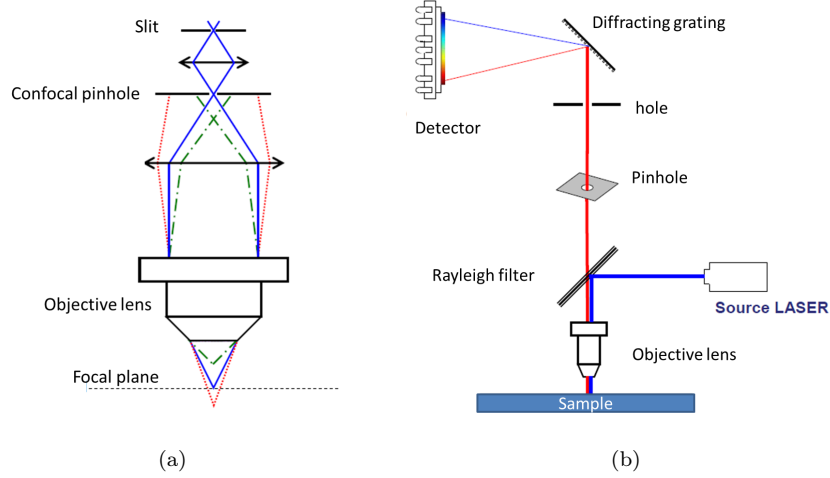 Slit
Confocal pinhole
Objective lens
Focal plane
(a)
Diffracting grating
Detector
hole
Pinhole
Rayleigh filter
Source LASER
Objective lens
Sample
(b)